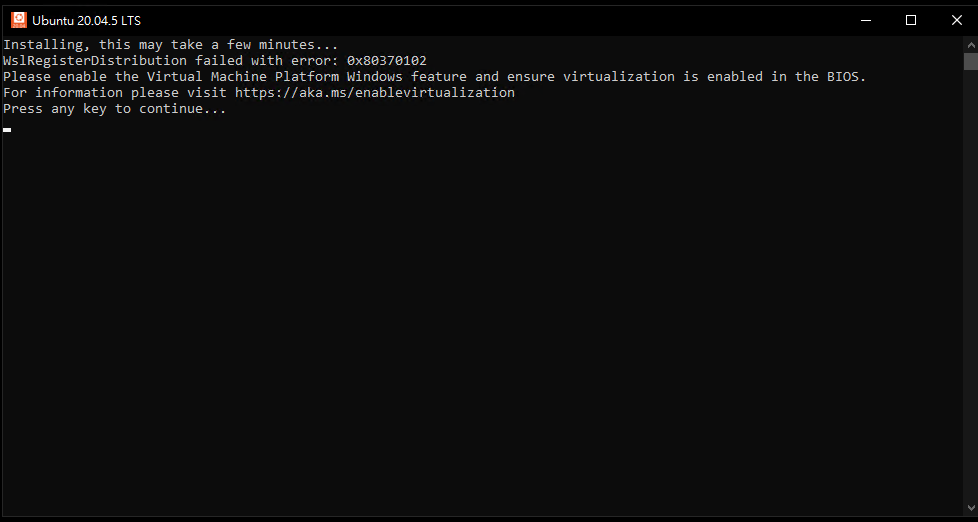 Ubuntu 20.04.5 LTS
Installing, this may take a few minutes...
WslRegisterDistribution failed with error: 0x80370102
Please enable the Virtual Machine Platform Windows feature and ensure virtualization is enabled in the BIOS.
For information please visit https://aka.ms/enablevirtualization
Press any key to continue...